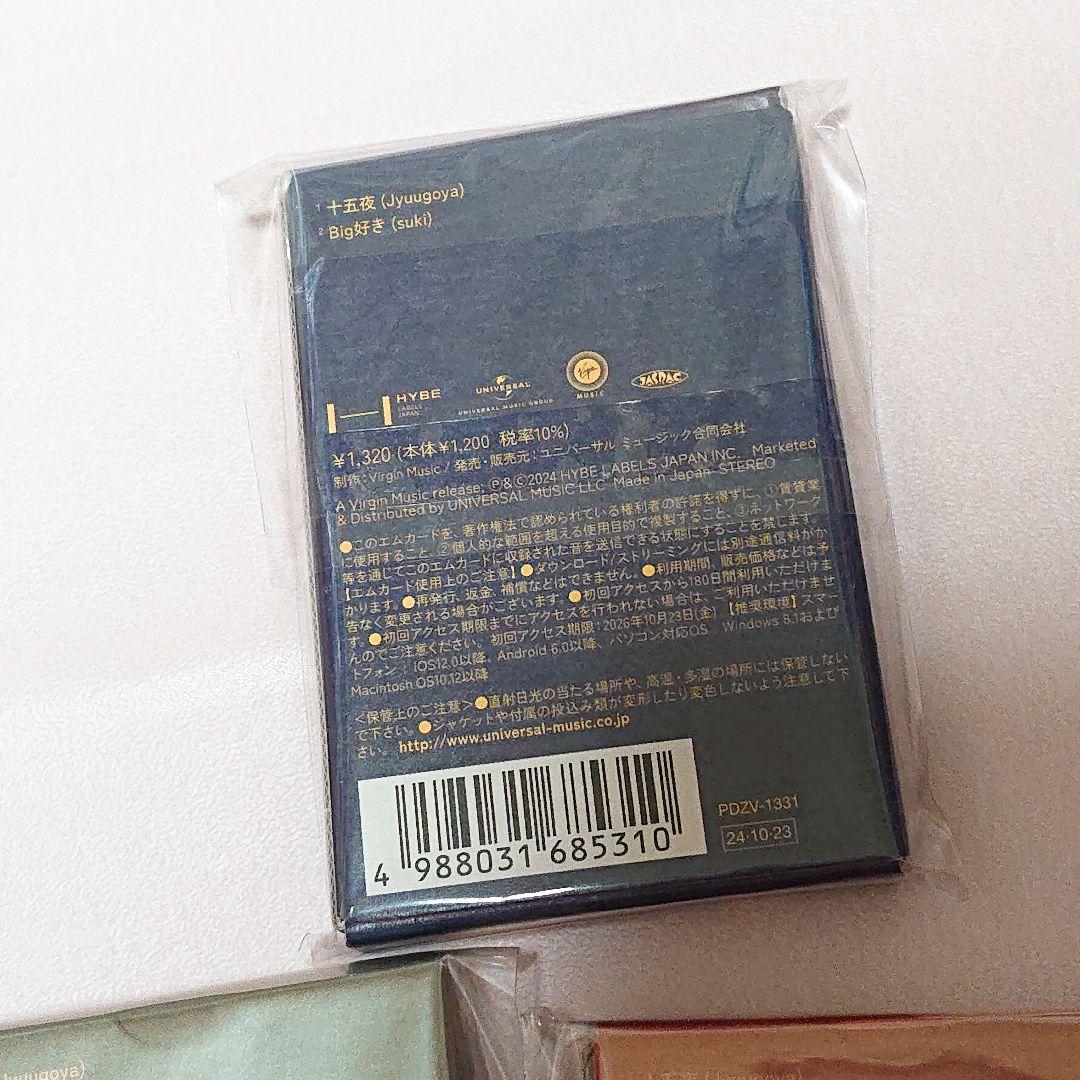 1 十五夜 (Jyuugoya)
2 Big好き (suki)
HYBE
LABELS
JAPAN
UNIVERSAL
UNIVERSAL MUSIC GROUP
Virgin
MUSIC
JASRAC
¥1,320 (本体¥1,200 税率10%)
制作：Virgin Music / 発売・販売元：ユニバーサル ミュージック合同会社
A Virgin Music release; ℗&©2024 HYBE LABELS JAPAN INC. Marketed
& Distributed by UNIVERSAL MUSIC LLC Made in Japan STEREO
●このエムカードを、著作権法で認められている権利者の許諾を得ずに、①賃貸業
に使用すること、②個人的な範囲を超える使用目的で複製すること、③ネットワーク
等を通じてこのエムカードに収録された音を送信できる状態にすることを禁じます。
【エムカード使用上のご注意】●ダウンロード/ストリーミングには別途通信料がか
かります。●再発行、返金、補償などはできません。●利用期間、販売価格などは予
告なく変更される場合がございます。●初回アクセスから180日間利用いただけま
す。●初回アクセス期限までにアクセスを行われない場合は、ご利用いただけませ
んのでご注意ください。初回アクセス期限：2026年10月23日(金)【推奨環境】スマー
トフォン：iOS12.0以降、Android 6.0以降、パソコン対応OS Windows 8.1および
Macintosh OS10.12以降
<保管上のご注意>●直射日光の当たる場所や、高温・多湿の場所には保管しない
で下さい。●ジャケットや付属の投込み類が変形したり変色しないよう注意して下
さい。 http://www.universal-music.co.jp
4 988031 685310
PDZV-1331
24·10·23
Jyuugoya)